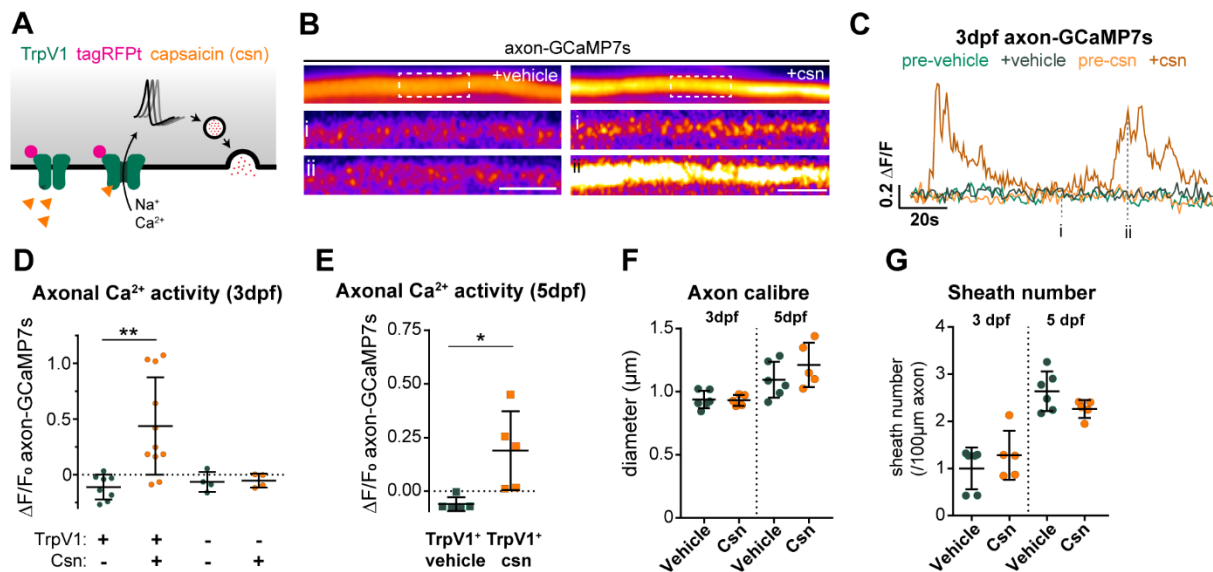 A
TrpV1 tagRFPt capsaicin (csn)
Na⁺
Ca²⁺
B
axon-GCaMP7s
+vehicle
+csn
i
i
ii
ii
C
3dpf axon-GCaMP7s
pre-vehicle +vehicle pre-csn +csn
0.2 ΔF/F
20s
i
ii
D
Axonal Ca²⁺ activity (3dpf)
ΔF/F₀ axon-GCaMP7s
**
1.0
0.5
0
TrpV1: + + - -
Csn: - + - +
E
Axonal Ca²⁺ activity (5dpf)
ΔF/F₀ axon-GCaMP7s
*
0.75
0.50
0.25
0.00
TrpV1⁺ TrpV1⁺
vehicle csn
F
Axon calibre
3dpf 5dpf
diameter (µm)
1.5
1.0
0.5
0.0
Vehicle Csn Vehicle Csn
G
Sheath number
3 dpf 5 dpf
sheath number
(/100µm axon)
4
3
2
1
0
Vehicle Csn Vehicle Csn